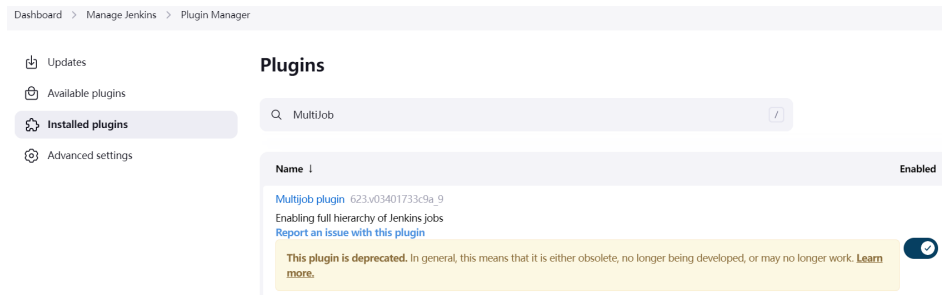 Dashboard > Manage Jenkins > Plugin Manager
Updates
Available plugins
Installed plugins
Advanced settings
Plugins
MultiJob /
Name ↓ Enabled
Multijob plugin 623.v03401733c9a_9
Enabling full hierarchy of Jenkins jobs
Report an issue with this plugin
This plugin is deprecated. In general, this means that it is either obsolete, no longer being developed, or may no longer work. Learn
more.